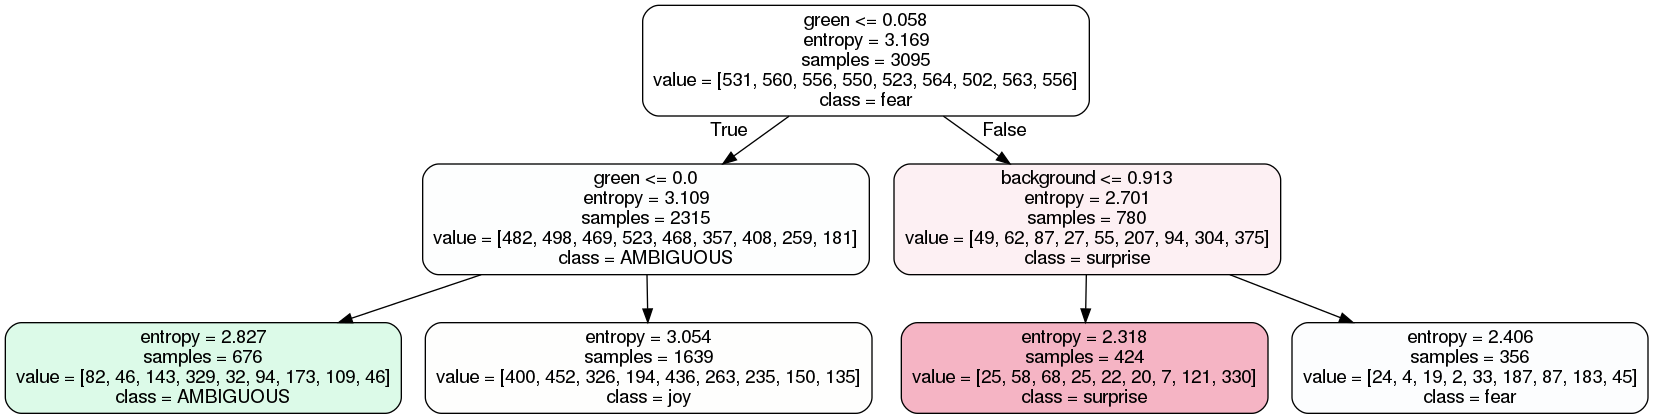 green <= 0.058
entropy = 3.169
samples = 3095
value = [531, 560, 556, 550, 523, 564, 502, 563, 556]
class = fear
True
False
green <= 0.0
entropy = 3.109
samples = 2315
value = [482, 498, 469, 523, 468, 357, 408, 259, 181]
class = AMBIGUOUS
background <= 0.913
entropy = 2.701
samples = 780
value = [49, 62, 87, 27, 55, 207, 94, 304, 375]
class = surprise
entropy = 2.827
samples = 676
value = [82, 46, 143, 329, 32, 94, 173, 109, 46]
class = AMBIGUOUS
entropy = 3.054
samples = 1639
value = [400, 452, 326, 194, 436, 263, 235, 150, 135]
class = joy
entropy = 2.318
samples = 424
value = [25, 58, 68, 25, 22, 20, 7, 121, 330]
class = surprise
entropy = 2.406
samples = 356
value = [24, 4, 19, 2, 33, 187, 87, 183, 45]
class = fear